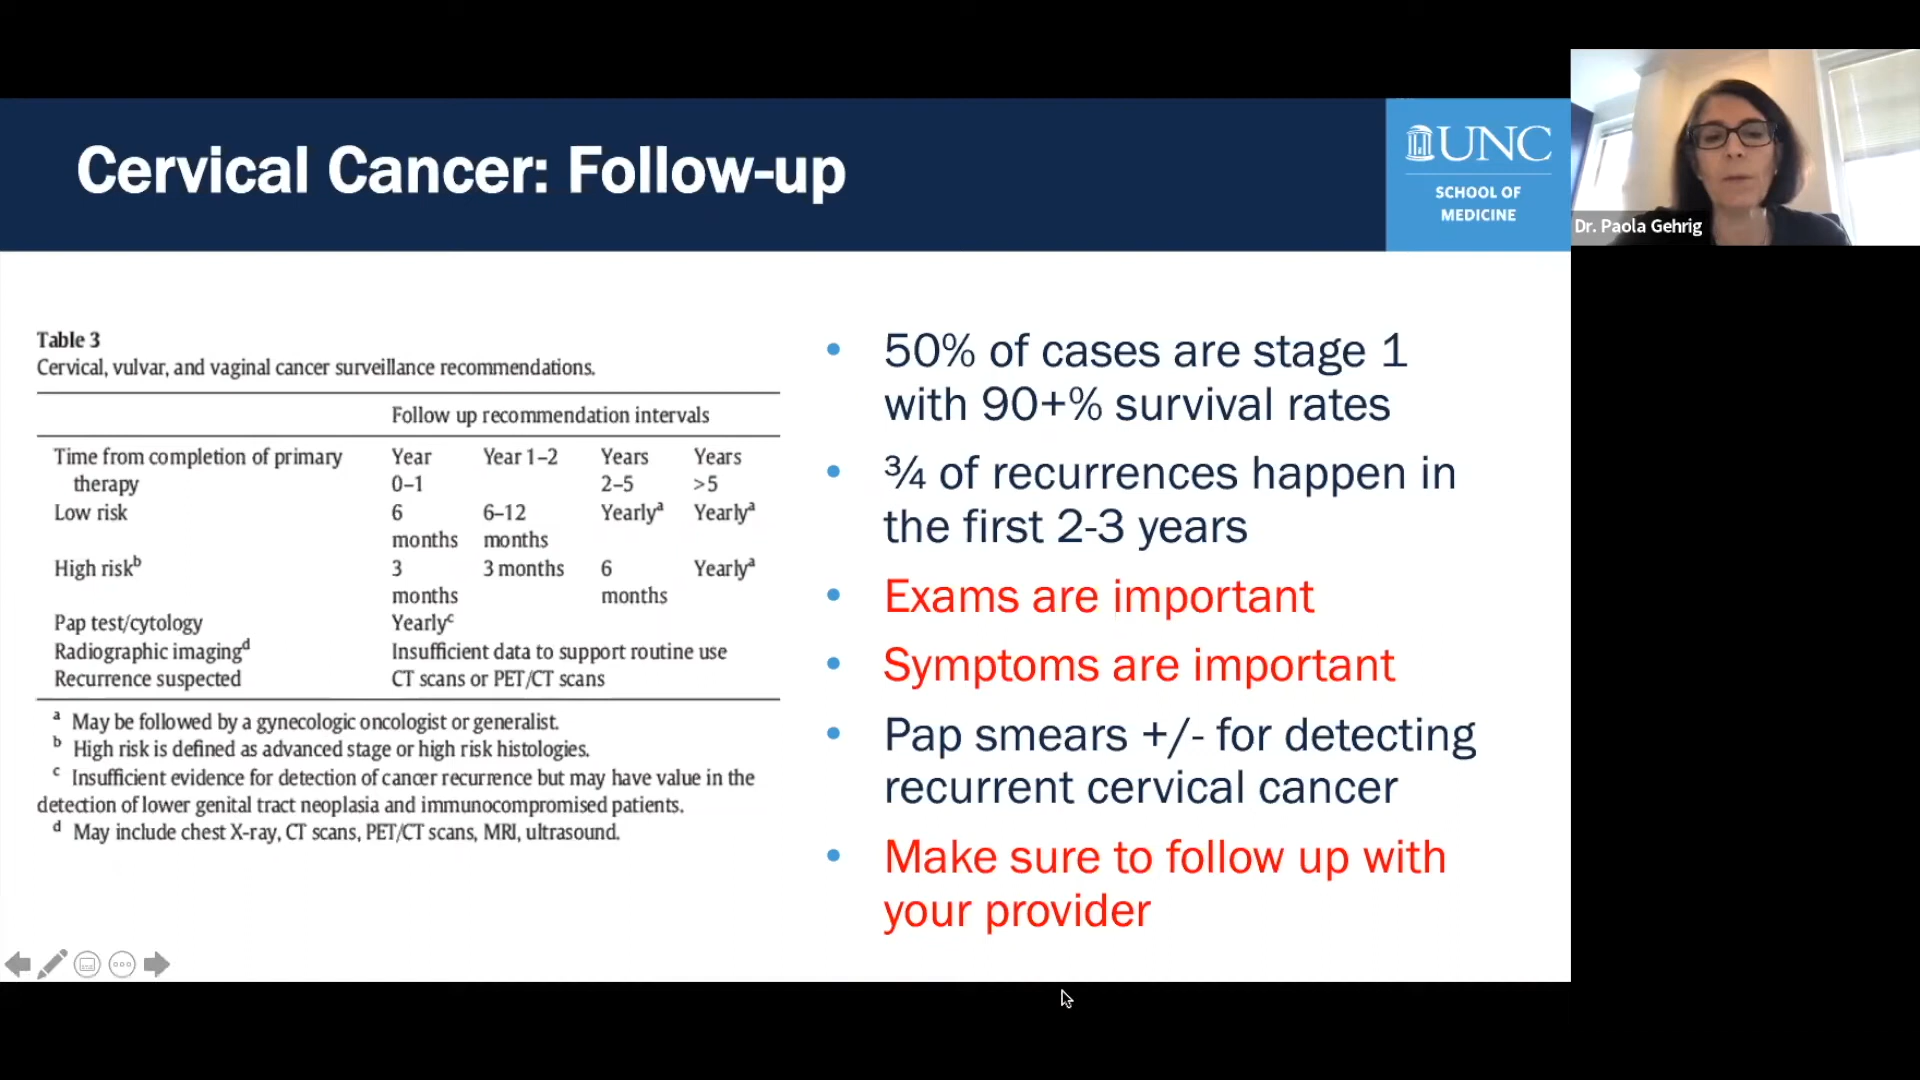 Cervical Cancer: Follow-up
UNC
SCHOOL OF
MEDICINE
Dr. Paola Gehrig
Table 3
Cervical, vulvar, and vaginal cancer surveillance recommendations.
Follow up recommendation intervals
Time from completion of primary Year Year 1–2 Years Years
therapy 0–1 2–5 >5
Low risk 6 6–12 Yearlyᵃ Yearlyᵃ
months months
High riskᵇ 3 3 months 6 Yearlyᵃ
months months
Pap test/cytology Yearlyᶜ
Radiographic imagingᵈ Insufficient data to support routine use
Recurrence suspected CT scans or PET/CT scans
ᵃ May be followed by a gynecologic oncologist or generalist.
ᵇ High risk is defined as advanced stage or high risk histologies.
ᶜ Insufficient evidence for detection of cancer recurrence but may have value in the
detection of lower genital tract neoplasia and immunocompromised patients.
ᵈ May include chest X-ray, CT scans, PET/CT scans, MRI, ultrasound.
• 50% of cases are stage 1
with 90+% survival rates
• ¾ of recurrences happen in
the first 2-3 years
• Exams are important
• Symptoms are important
• Pap smears +/- for detecting
recurrent cervical cancer
• Make sure to follow up with
your provider